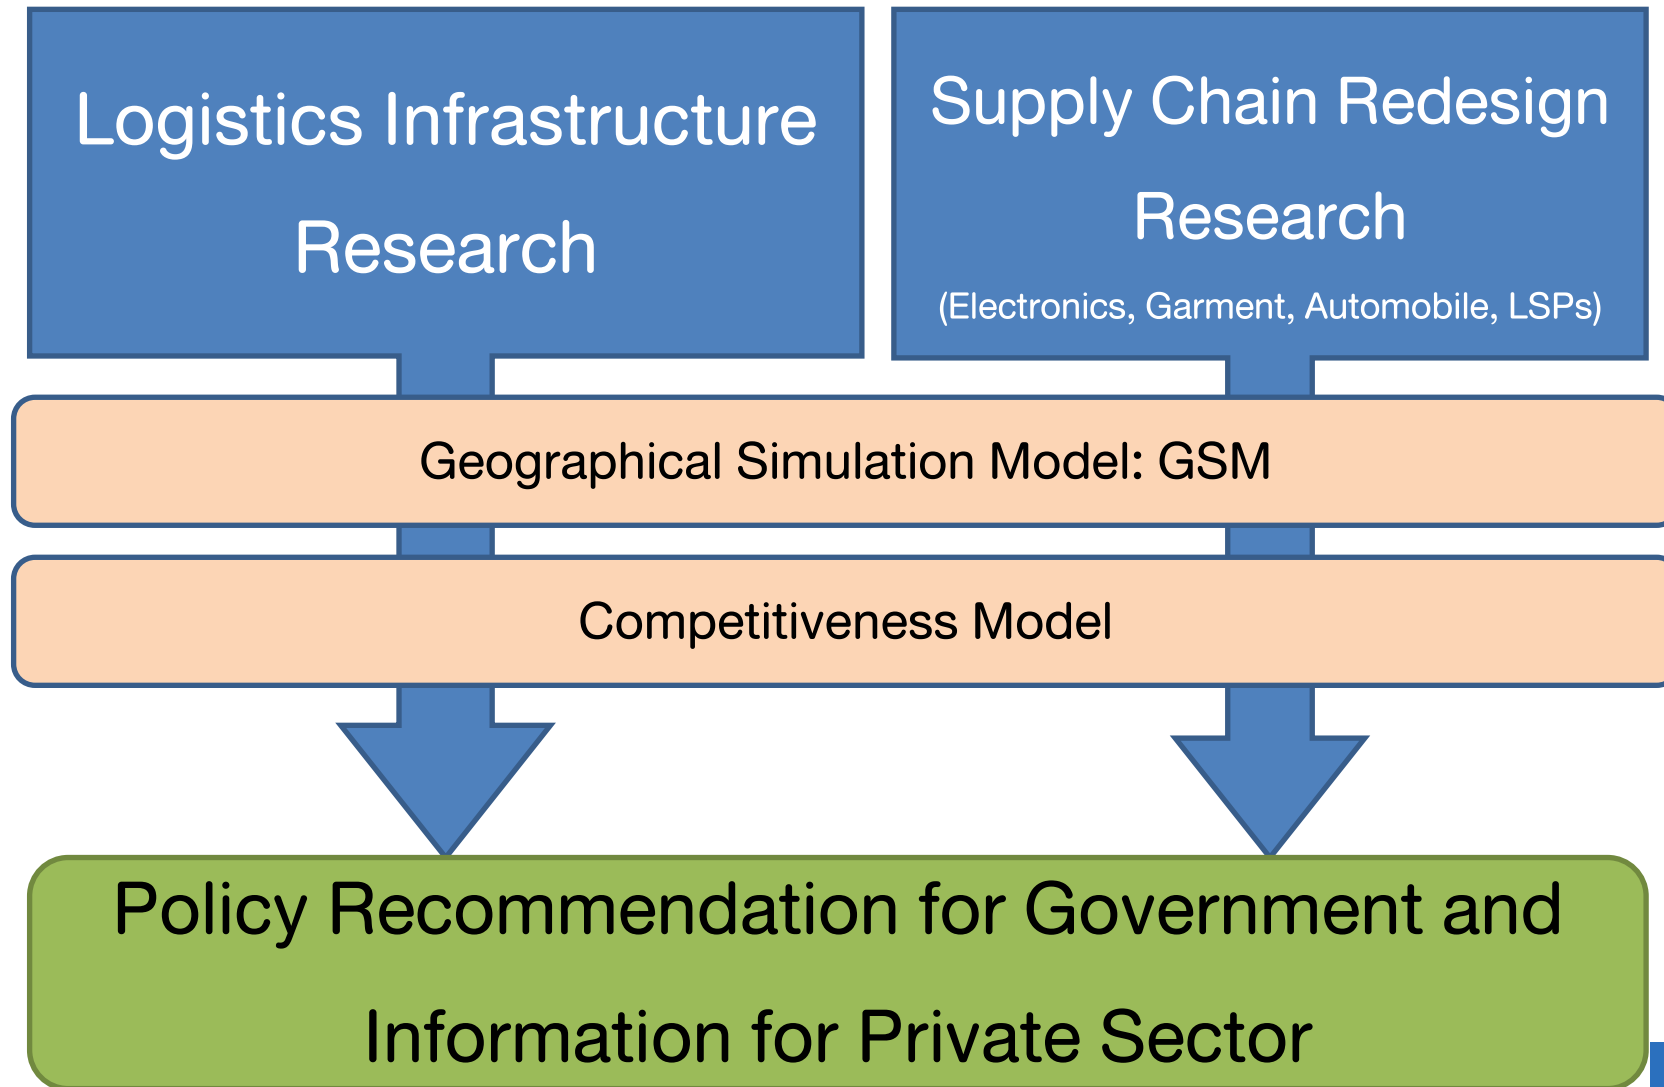 Logistics Infrastructure
Research
Supply Chain Redesign
Research
(Electronics, Garment, Automobile, LSPs)
Geographical Simulation Model: GSM
Competitiveness Model
Policy Recommendation for Government and
Information for Private Sector